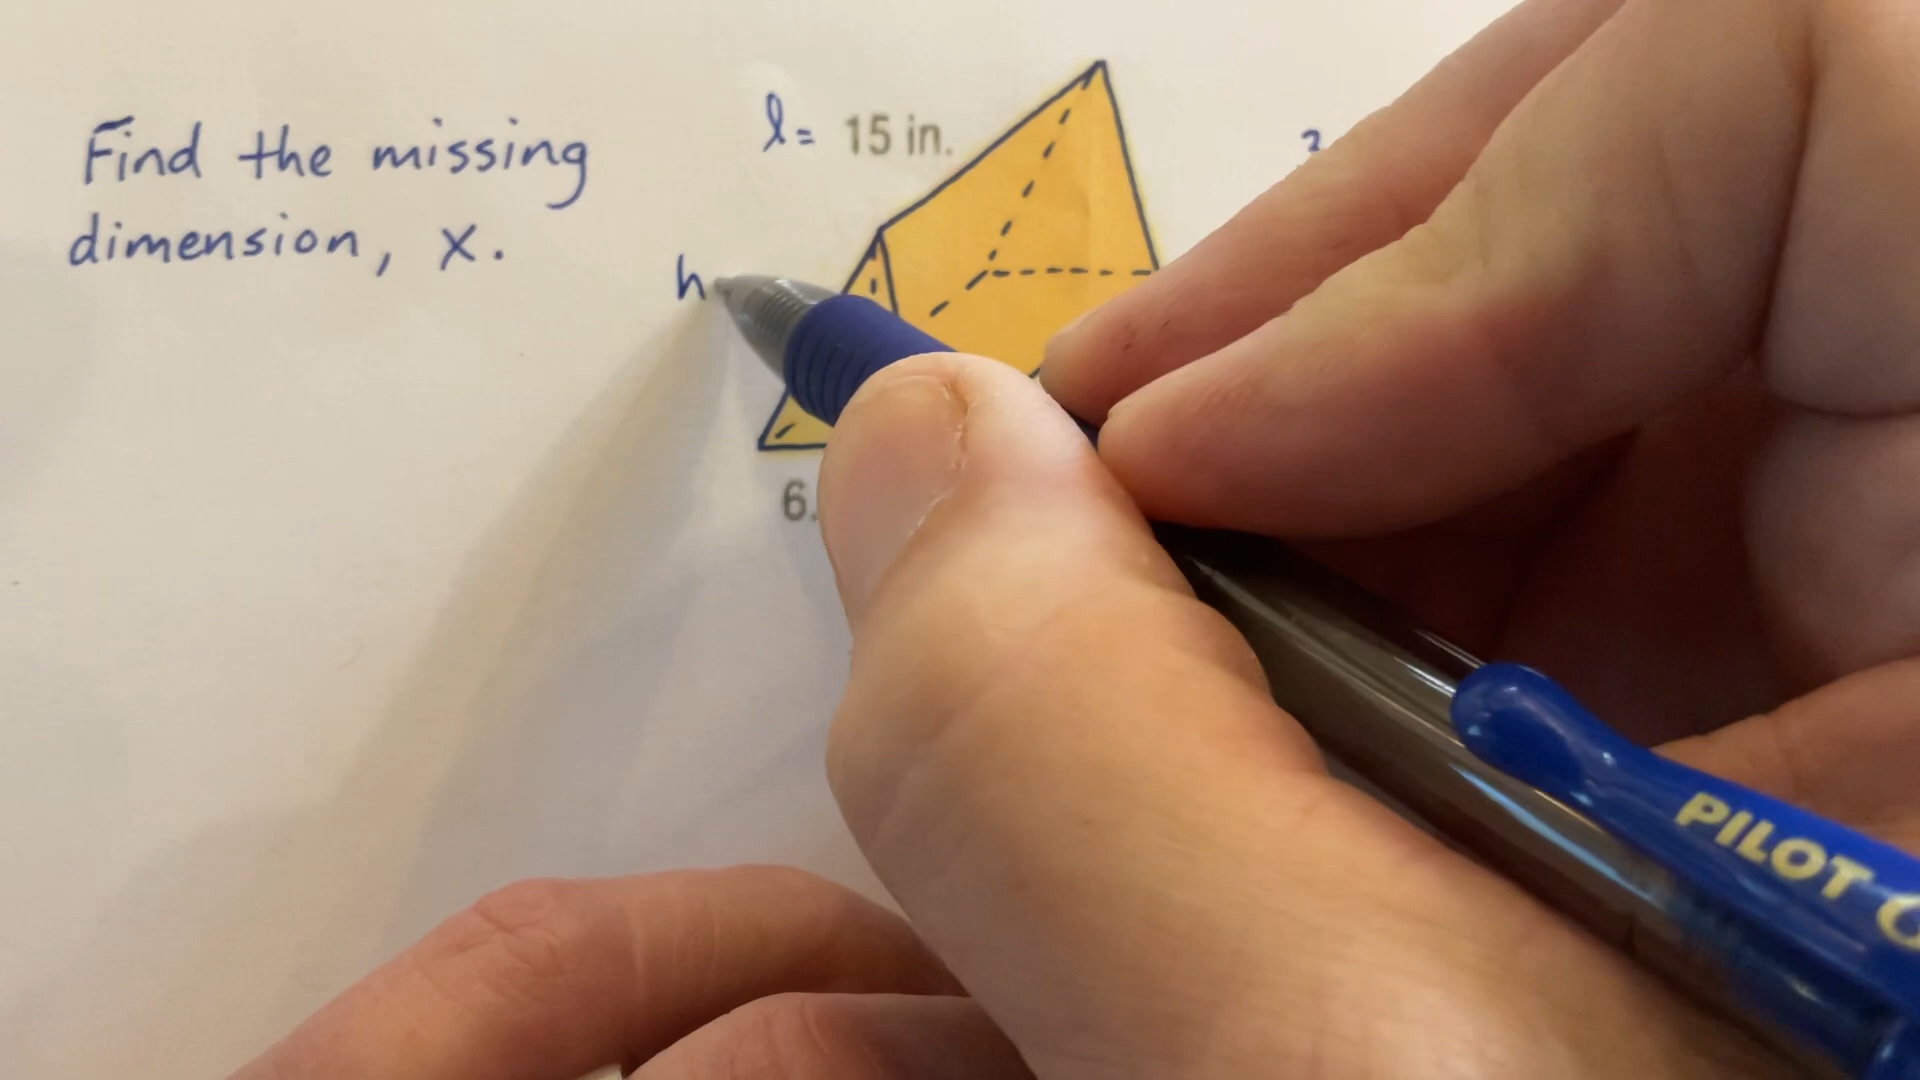 Find the missing
dimension, x.
l = 15 in.
h
6.
PILOT